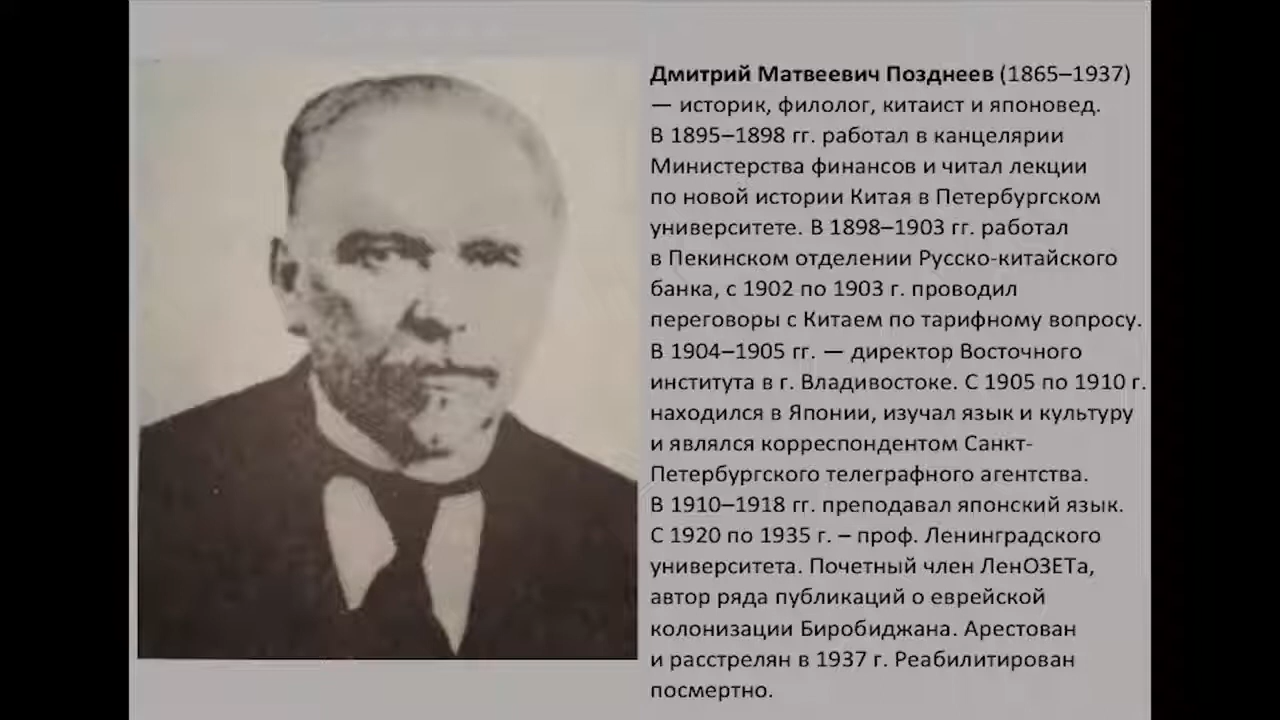 Дмитрий Матвеевич Позднеев (1865–1937)
— историк, филолог, китаист и японовед.
В 1895–1898 гг. работал в канцелярии
Министерства финансов и читал лекции
по новой истории Китая в Петербургском
университете. В 1898–1903 гг. работал
в Пекинском отделении Русско-китайского
банка, с 1902 по 1903 г. проводил
переговоры с Китаем по тарифному вопросу.
В 1904–1905 гг. — директор Восточного
института в г. Владивостоке. С 1905 по 1910 г.
находился в Японии, изучал язык и культуру
и являлся корреспондентом Санкт-
Петербургского телеграфного агентства.
В 1910–1918 гг. преподавал японский язык.
С 1920 по 1935 г. – проф. Ленинградского
университета. Почетный член ЛенОЗЕТа,
автор ряда публикаций о еврейской
колонизации Биробиджана. Арестован
и расстрелян в 1937 г. Реабилитирован
посмертно.